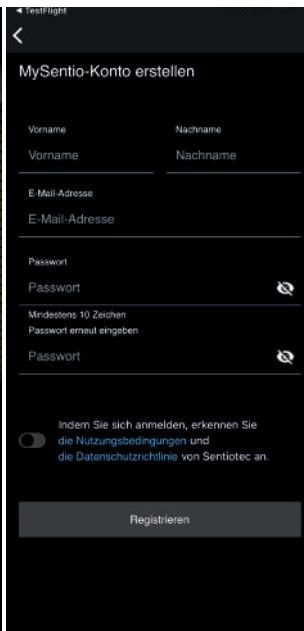 ◄ TestFlight
MySentio-Konto erstellen
Vorname Nachname
Vorname Nachname
E-Mail-Adresse
E-Mail-Adresse
Passwort
Passwort
Mindestens 10 Zeichen
Passwort erneut eingeben
Passwort
Indem Sie sich anmelden, erkennen Sie
die Nutzungsbedingungen und
die Datenschutzrichtlinie von Sentiotec an.
Registrieren